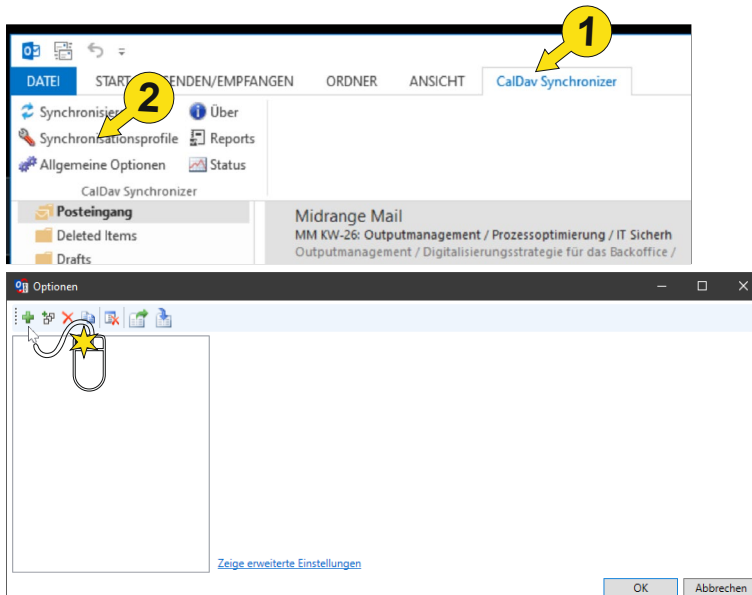 1
DATEI START SENDEN/EMPFANGEN ORDNER ANSICHT CalDav Synchronizer
2
Über
Synchronisationsprofile Reports
Allgemeine Optionen Status
CalDav Synchronizer
Posteingang
Deleted Items
Drafts
Midrange Mail
MM KW-26: Outputmanagement / Prozessoptimierung / IT Sicherh
Outputmanagement / Digitalisierungsstrategie für das Backoffice /
Optionen
Zeige erweiterte Einstellungen
OK Abbrechen